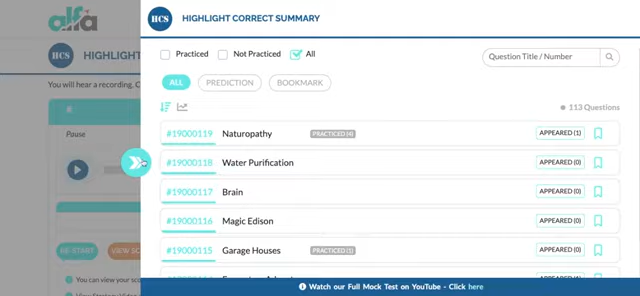 alfa
HCS HIGHLIGHT CORRECT SUMMARY
HCS HIGHLIGHT
You will hear a recording. C
Practiced Not Practiced All
Question Title / Number
ALL PREDICTION BOOKMARK
113 Questions
Pause
#19000119 Naturopathy PRACTICED (4) APPEARED (1)
#19000118 Water Purification APPEARED (0)
#19000117 Brain APPEARED (0)
#19000116 Magic Edison APPEARED (0)
#19000115 Garage Houses PRACTICED (1) APPEARED (0)
RE-START VIEW SC
You can view your sca
Watch our Full Mock Test on YouTube - Click here